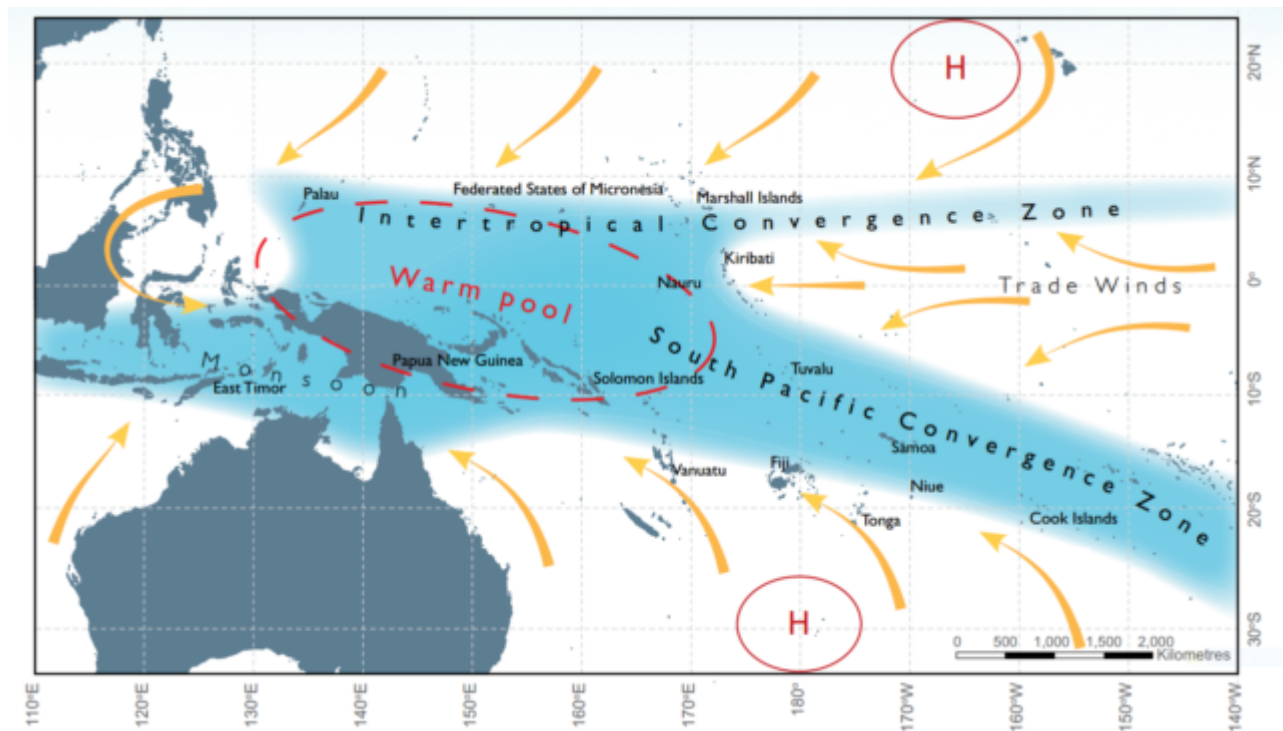 H
20°N
10°N
Palau
Federated States of Micronesia
Marshall Islands
Intertropical Convergence Zone
Kiribati
Warm pool
Nauru
Trade Winds
0°
South Pacific Convergence Zone
Monsoon
Papua New Guinea
Tuvalu
East Timor
Solomon Islands
10°S
Samoa
Vanuatu
Fiji
Niue
Tonga
Cook Islands
20°S
H
30°S
0 500 1,000 1,500 2,000
Kilometres
110°E 120°E 130°E 140°E 150°E 160°E 170°E 180° 170°W 160°W 150°W 140°W